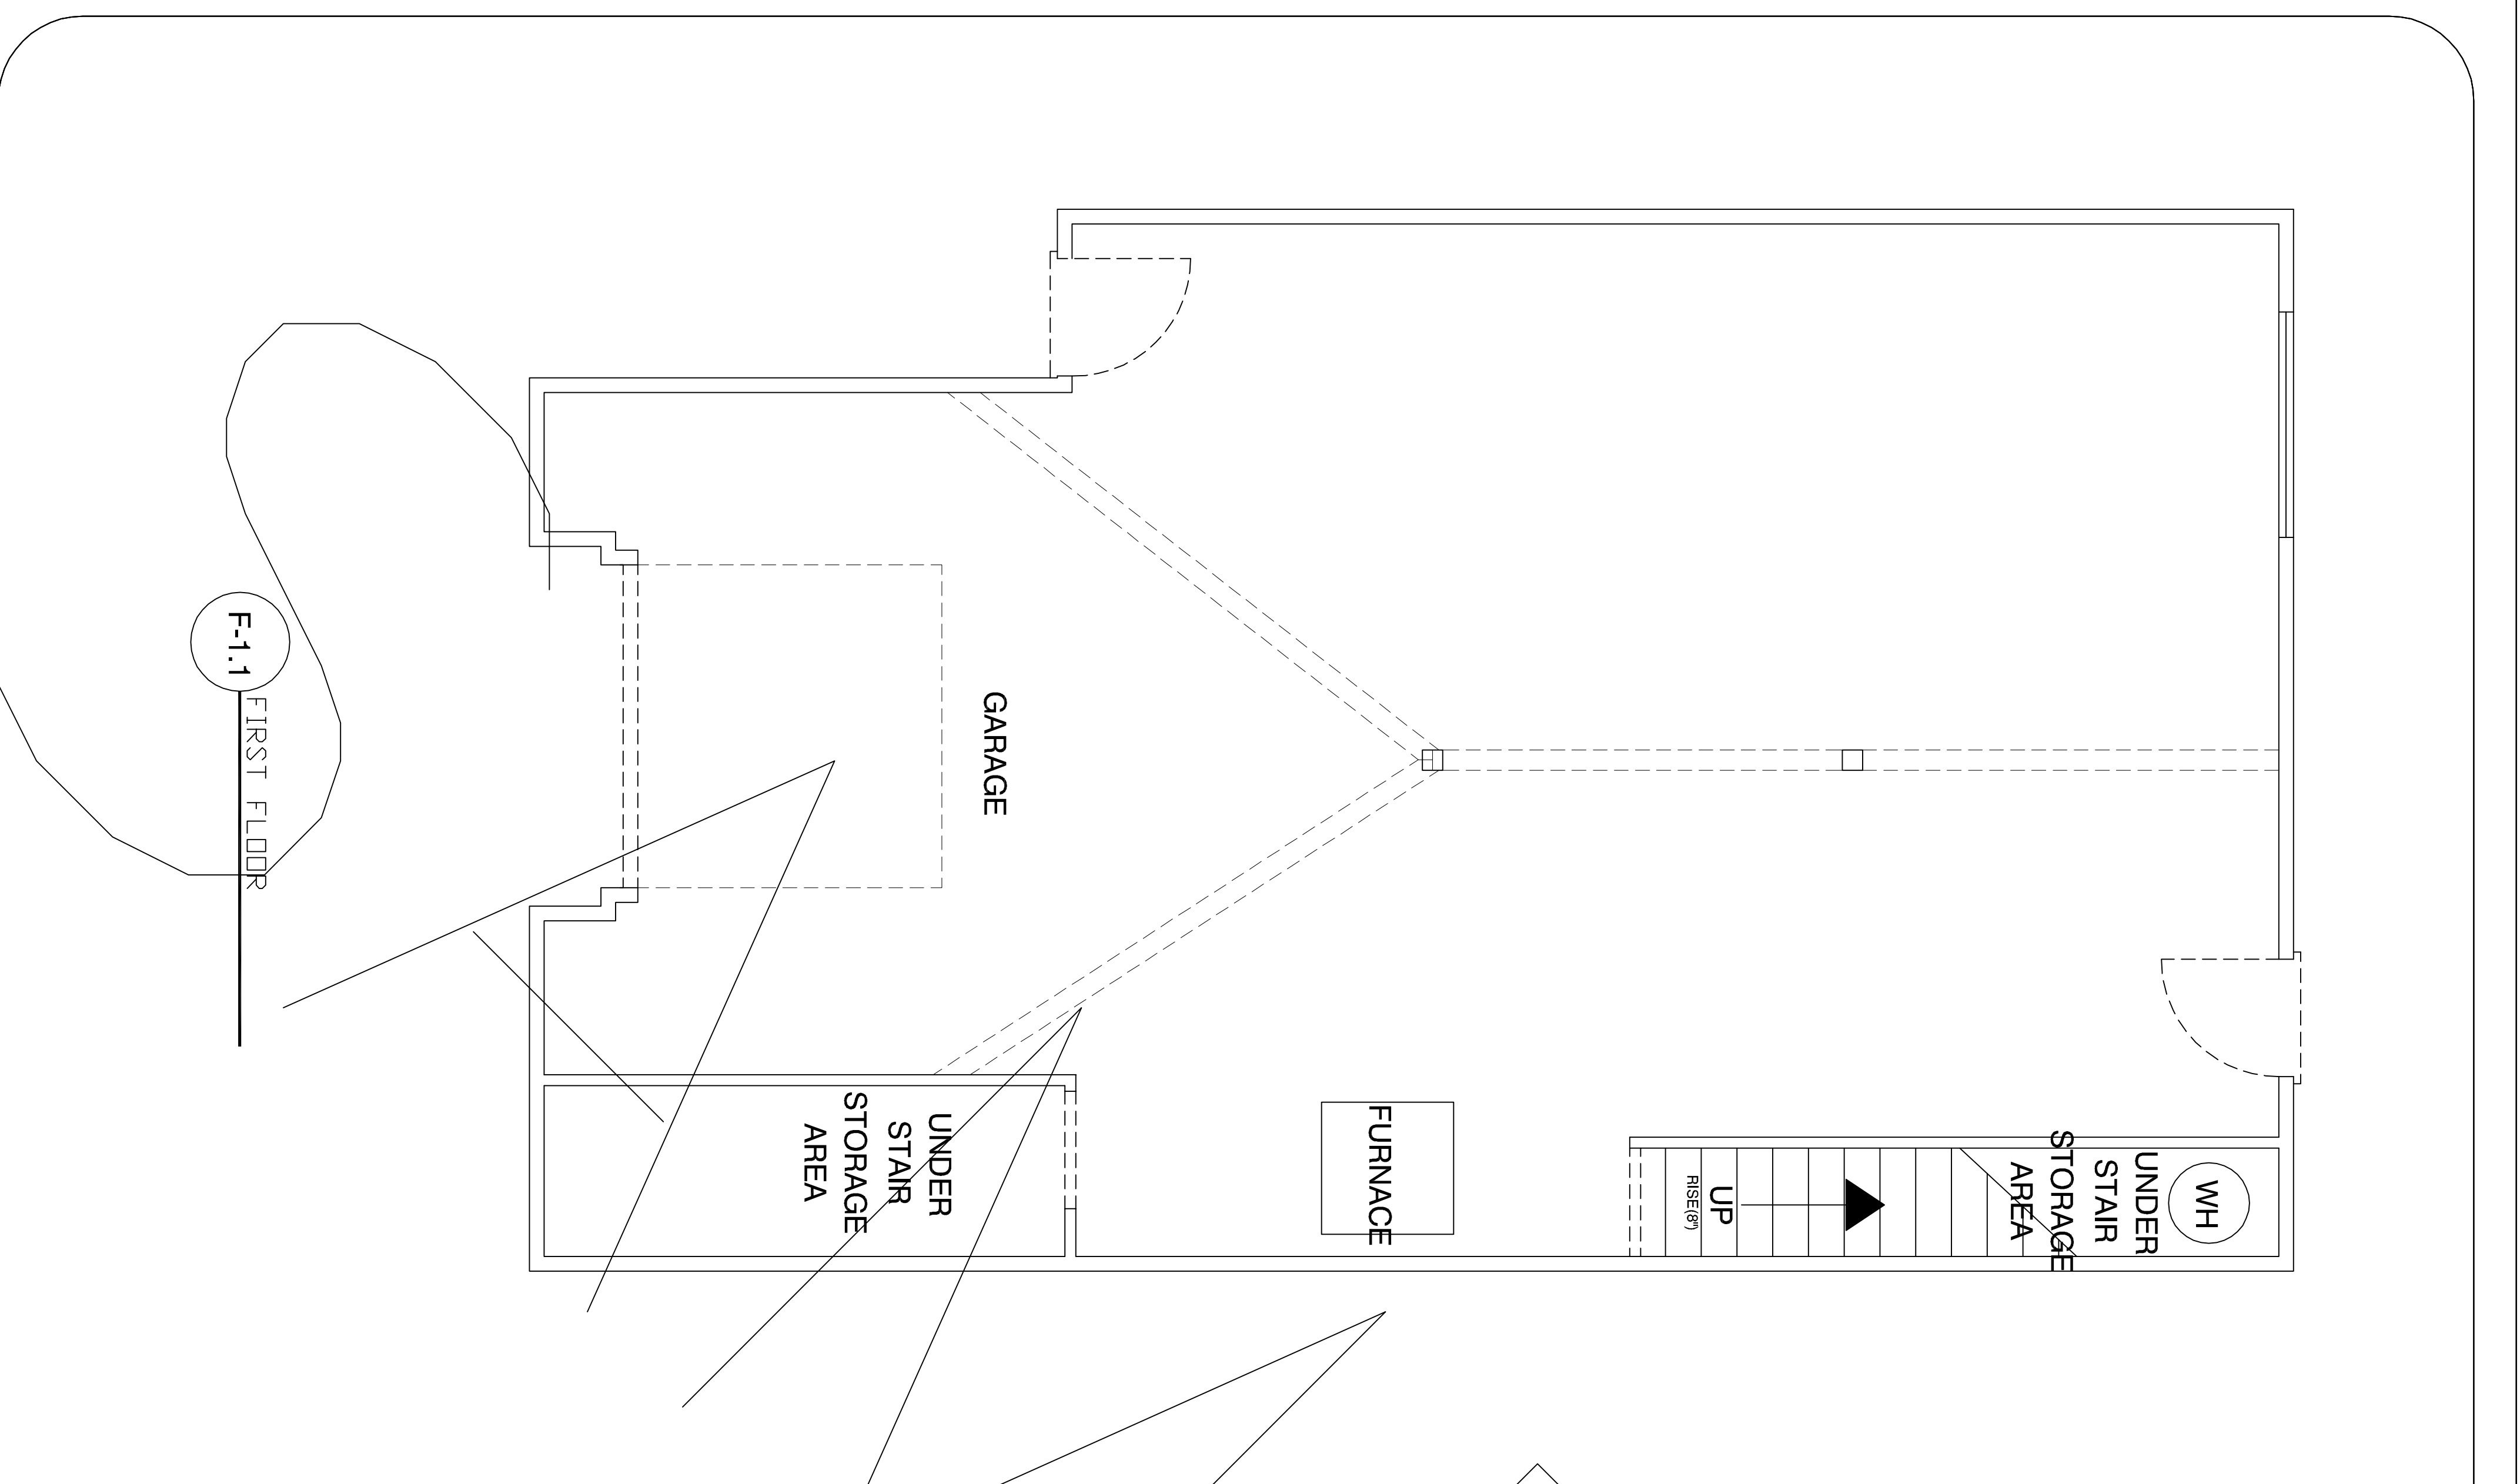 F-1.1
FIRST FLOOR
GARAGE
UNDER
STAIR
STORAGE
AREA
FURNACE
UP
RISE(8")
UNDER
STAIR
STORAGE
AREA
WH